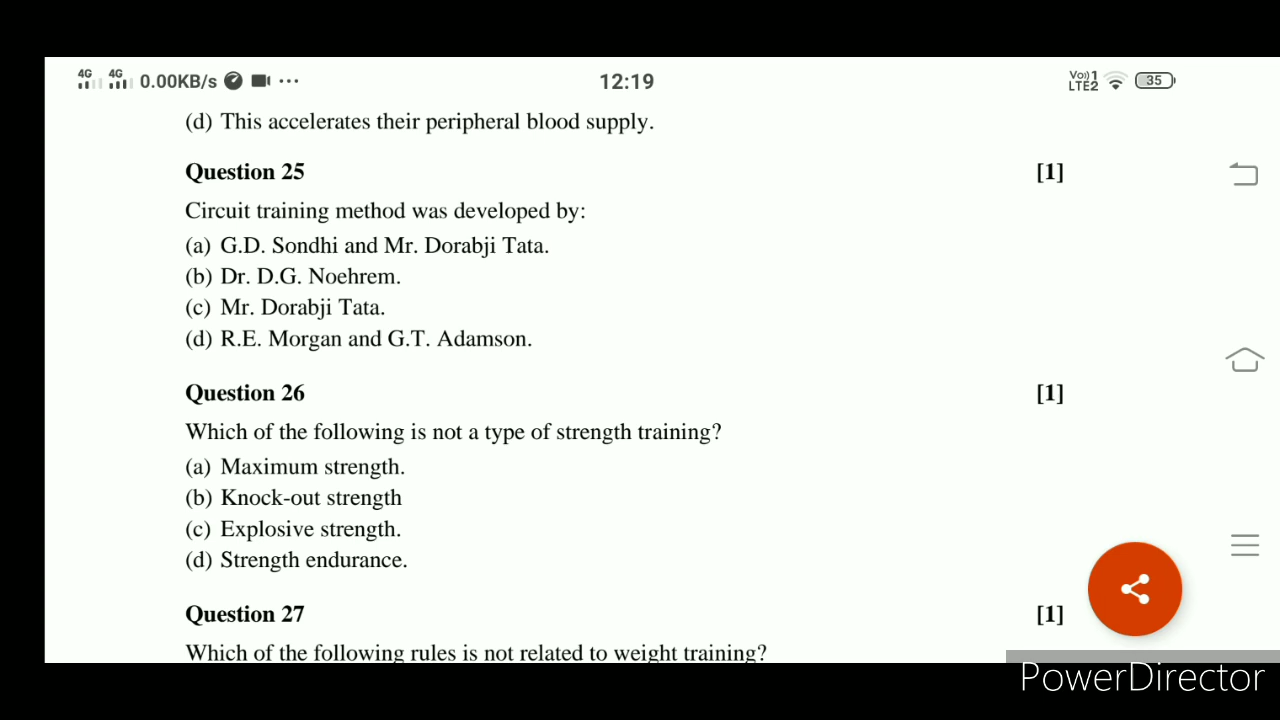 4G 4G 0.00KB/s ... 12:19 Vo)) 1 LTE2 35
(d) This accelerates their peripheral blood supply.
Question 25 [1]
Circuit training method was developed by:
(a) G.D. Sondhi and Mr. Dorabji Tata.
(b) Dr. D.G. Noehrem.
(c) Mr. Dorabji Tata.
(d) R.E. Morgan and G.T. Adamson.
Question 26 [1]
Which of the following is not a type of strength training?
(a) Maximum strength.
(b) Knock-out strength
(c) Explosive strength.
(d) Strength endurance.
Question 27 [1]
Which of the following rules is not related to weight training?
PowerDirector